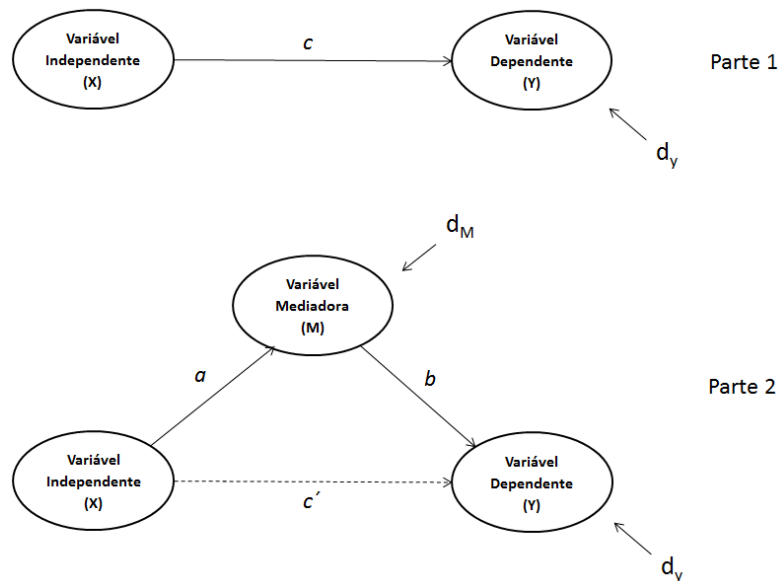 Variável
Independente
(X)
c
Variável
Dependente
(Y)
Parte 1
dy
dM
Variável
Mediadora
(M)
a
b
Parte 2
Variável
Independente
(X)
c´
Variável
Dependente
(Y)
dy